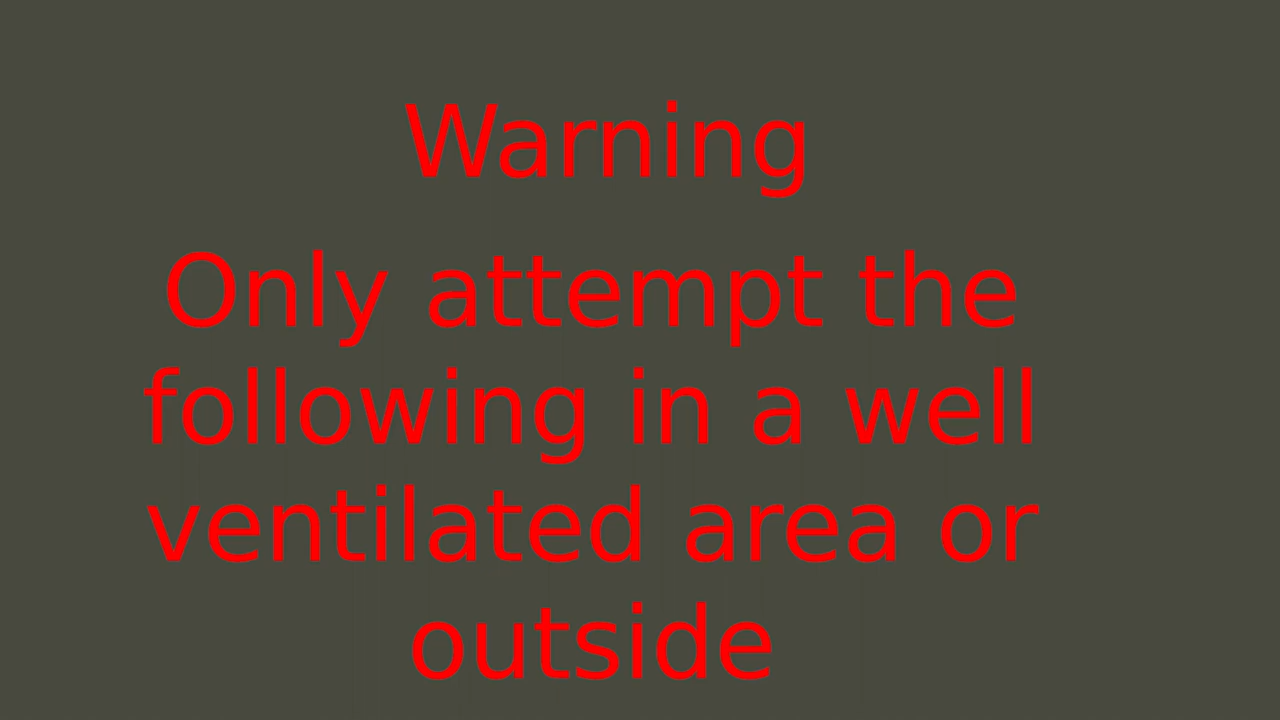 Warning
Only attempt the
following in a well
ventilated area or
outside